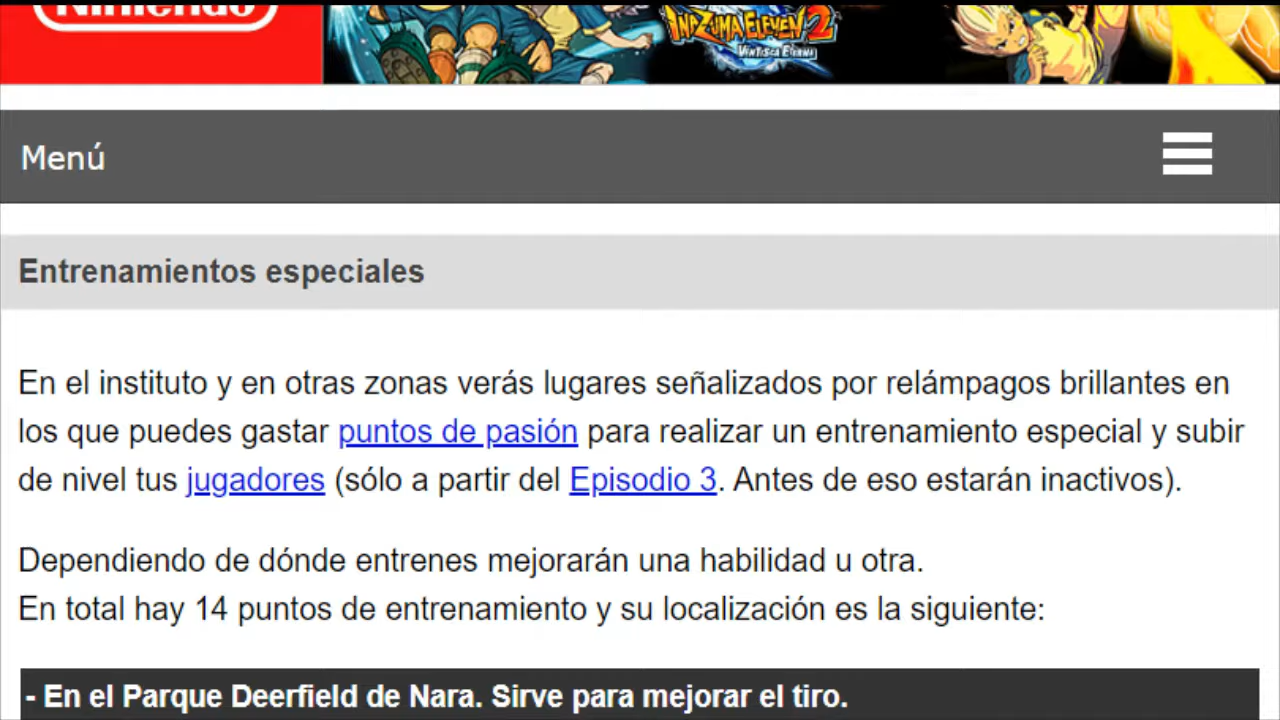 Nintendo
INAZUMA ELEVEN 2
VENTISCA ETERNA
Menú
Entrenamientos especiales
En el instituto y en otras zonas verás lugares señalizados por relámpagos brillantes en
los que puedes gastar puntos de pasión para realizar un entrenamiento especial y subir
de nivel tus jugadores (sólo a partir del Episodio 3. Antes de eso estarán inactivos).
Dependiendo de dónde entrenes mejorarán una habilidad u otra.
En total hay 14 puntos de entrenamiento y su localización es la siguiente:
- En el Parque Deerfield de Nara. Sirve para mejorar el tiro.